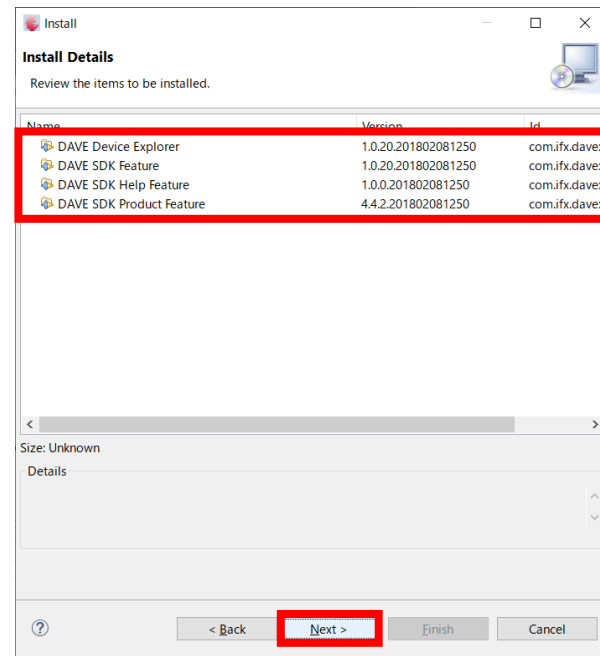 Install
Install Details
Review the items to be installed.
Name Version Id
DAVE Device Explorer 1.0.20.201802081250 com.ifx.dave
DAVE SDK Feature 1.0.20.201802081250 com.ifx.dave
DAVE SDK Help Feature 1.0.0.201802081250 com.ifx.dave
DAVE SDK Product Feature 4.4.2.201802081250 com.ifx.dave
Size: Unknown
Details
< Back Next > Finish Cancel